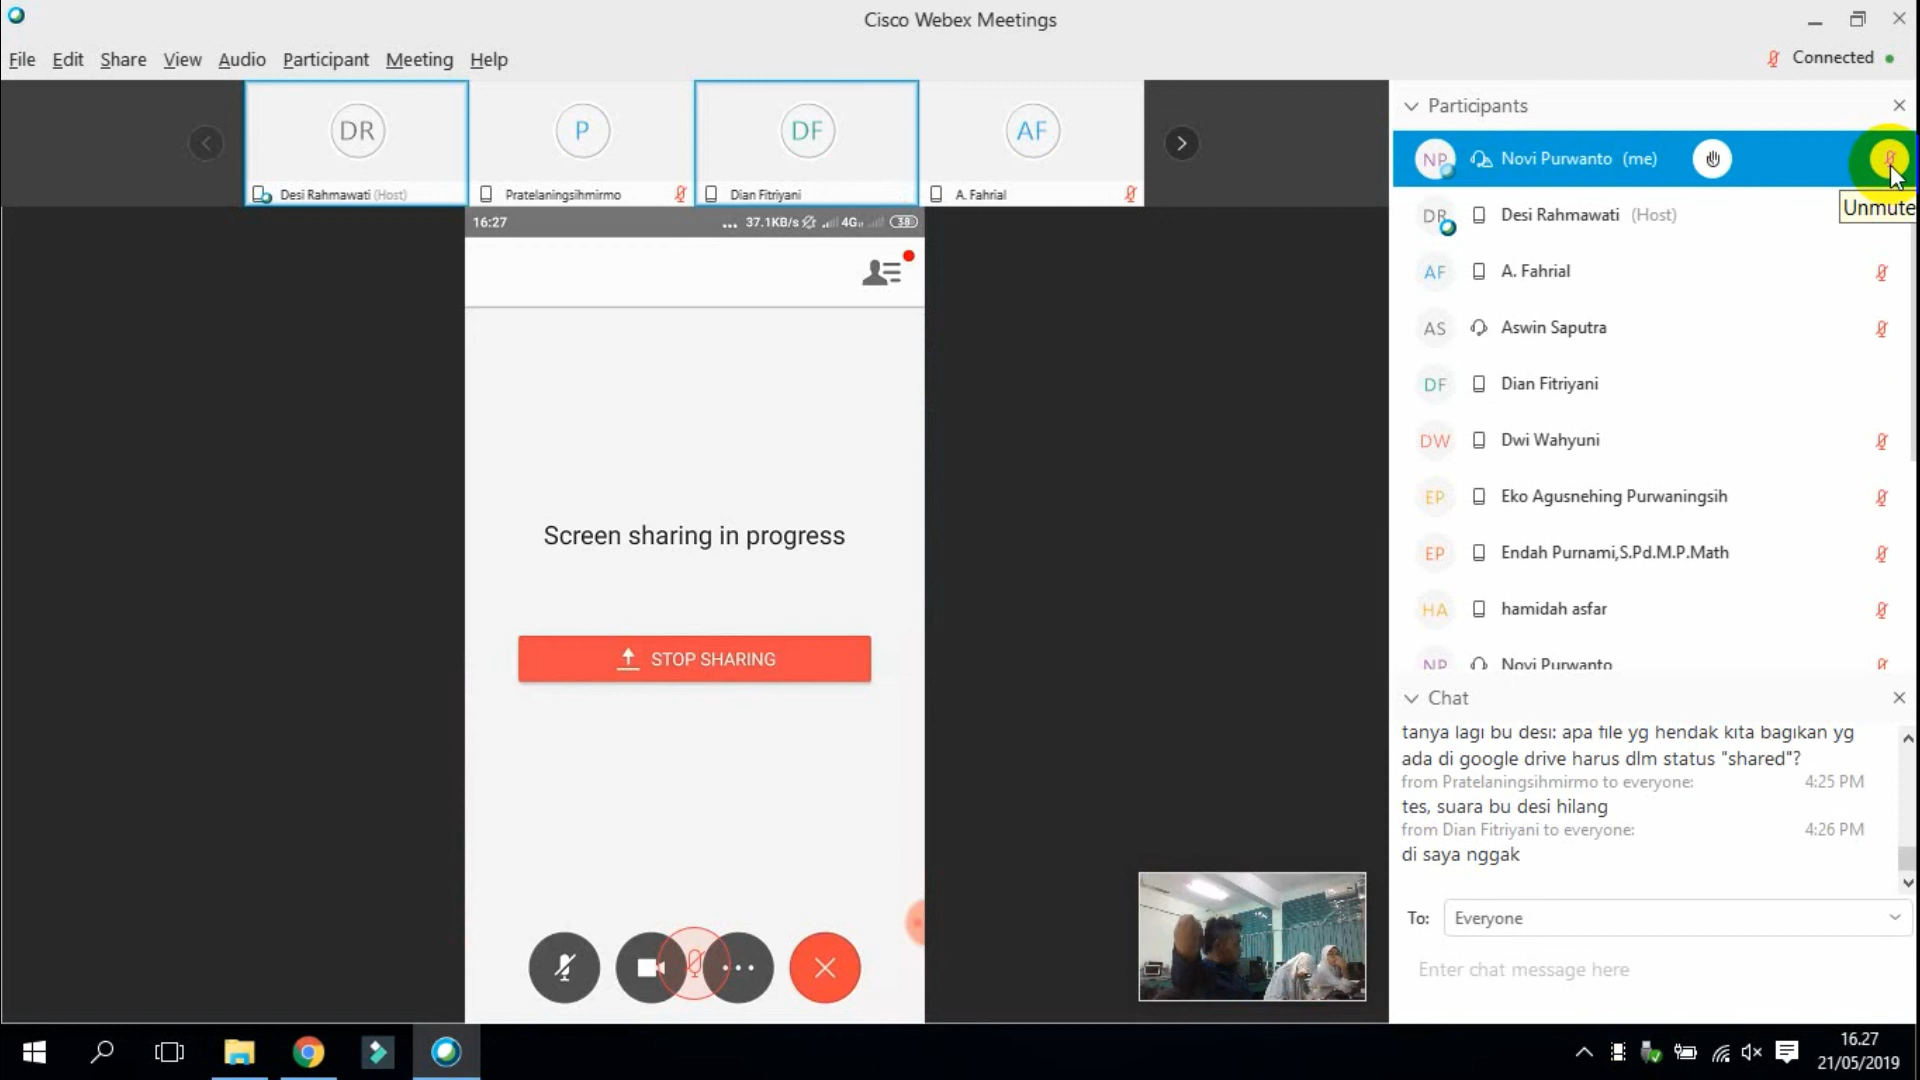 Cisco Webex Meetings
File Edit Share View Audio Participant Meeting Help
Connected
DR
Desi Rahmawati (Host)
P
Pratelaningsihmirmo
DF
Dian Fitriyani
AF
A. Fahrial
16:27
... 37.1KB/s 4G 38
Screen sharing in progress
STOP SHARING
Participants
NP Novi Purwanto (me)
Unmute
DR Desi Rahmawati (Host)
AF A. Fahrial
AS Aswin Saputra
DF Dian Fitriyani
DW Dwi Wahyuni
EP Eko Agusnehing Purwaningsih
EP Endah Purnami,S.Pd.M.P.Math
HA hamidah asfar
NP Novi Purwanto
Chat
tanya lagi bu desi: apa file yg hendak kita bagikan yg
ada di google drive harus dlm status "shared"?
from Pratelaningsihmirmo to everyone: 4:25 PM
tes, suara bu desi hilang
from Dian Fitriyani to everyone: 4:26 PM
di saya nggak
To: Everyone
Enter chat message here
16.27
21/05/2019